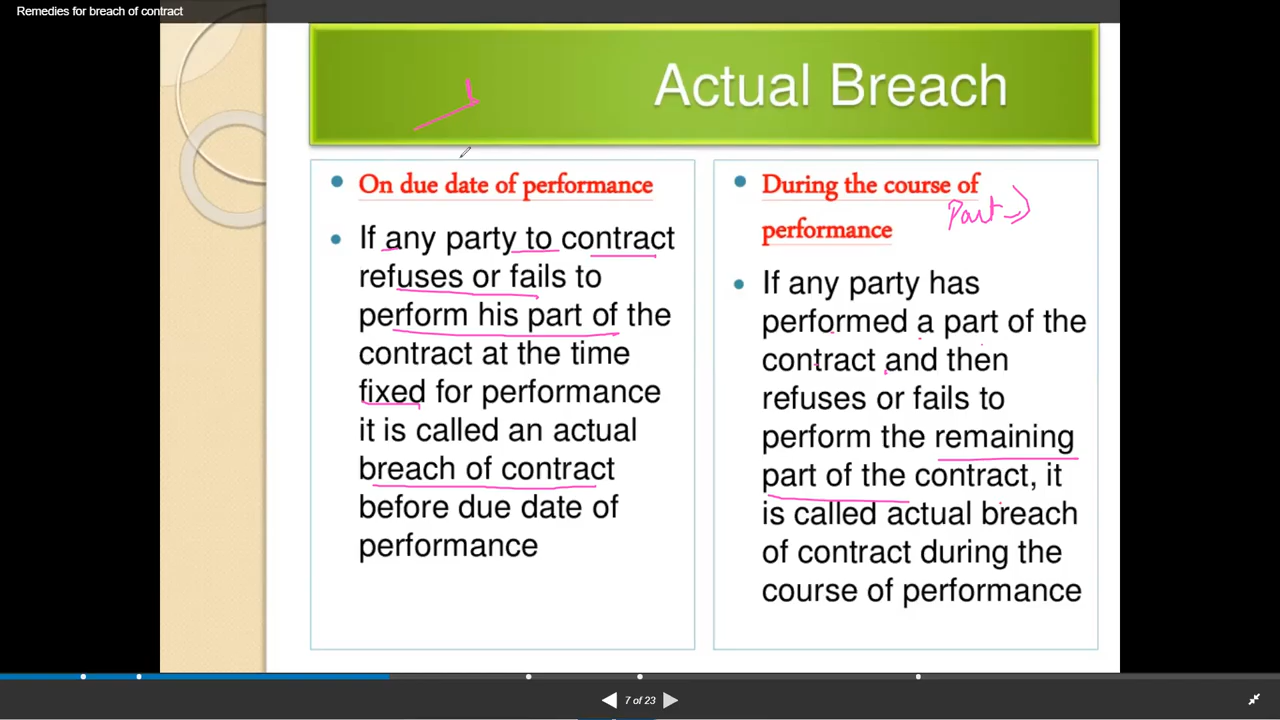 Remedies for breach of contract
Actual Breach
On due date of performance
If any party to contract
refuses or fails to
perform his part of the
contract at the time
fixed for performance
it is called an actual
breach of contract
before due date of
performance
During the course of
performance
Part
If any party has
performed a part of the
contract and then
refuses or fails to
perform the remaining
part of the contract, it
is called actual breach
of contract during the
course of performance
7 of 23